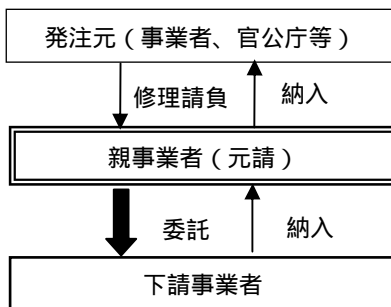 発注元（事業者、官公庁等）
修理請負 納入
親事業者（元請）
委託 納入
下請事業者